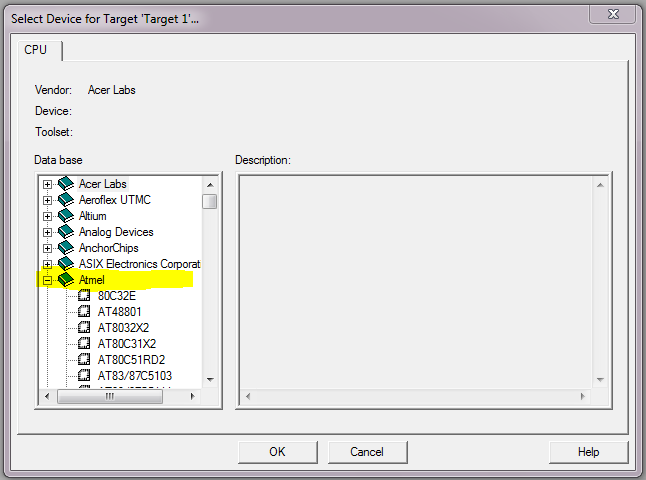 Select Device for Target 'Target 1'...
CPU
Vendor: Acer Labs
Device:
Toolset:
Data base
Description:
Acer Labs
Aeroflex UTMC
Altium
Analog Devices
AnchorChips
ASIX Electronics Corporat
Atmel
80C32E
AT48801
AT8032X2
AT80C31X2
AT80C51RD2
AT83/87C5103
OK
Cancel
Help